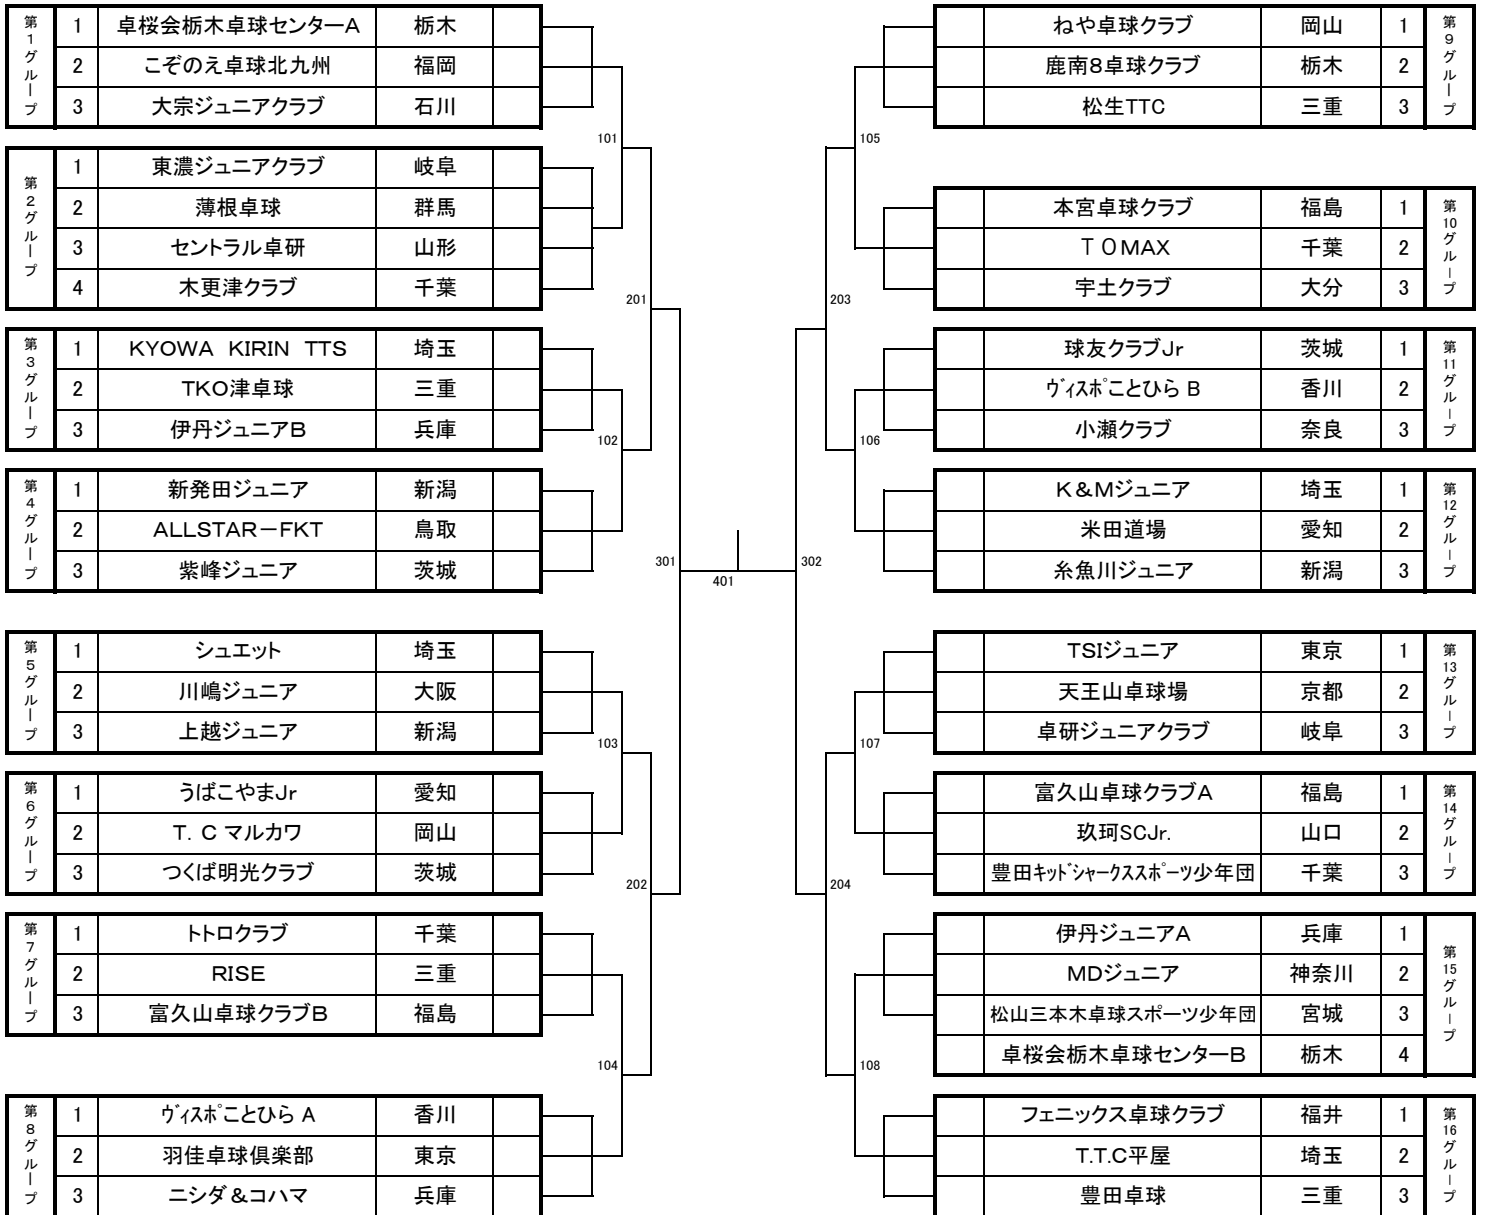 第1グループ
1 卓桜会栃木卓球センターA 栃木
2 こぞのえ卓球北九州 福岡
3 大宗ジュニアクラブ 石川
第2グループ
1 東濃ジュニアクラブ 岐阜
2 薄根卓球 群馬
3 セントラル卓研 山形
4 木更津クラブ 千葉
第3グループ
1 KYOWA KIRIN TTS 埼玉
2 TKO津卓球 三重
3 伊丹ジュニアB 兵庫
第4グループ
1 新発田ジュニア 新潟
2 ALLSTAR－FKT 鳥取
3 紫峰ジュニア 茨城
第5グループ
1 シュエット 埼玉
2 川嶋ジュニア 大阪
3 上越ジュニア 新潟
第6グループ
1 うばこやまJr 愛知
2 T．C マルカワ 岡山
3 つくば明光クラブ 茨城
第7グループ
1 トトロクラブ 千葉
2 RISE 三重
3 富久山卓球クラブB 福島
第8グループ
1 ヴィスポことひら A 香川
2 羽佳卓球倶楽部 東京
3 ニシダ＆コハマ 兵庫
101
102
103
104
201
202
301
401
302
203
204
105
106
107
108
ねや卓球クラブ 岡山 1
鹿南8卓球クラブ 栃木 2
松生TTC 三重 3
第9グループ
本宮卓球クラブ 福島 1
TOMAX 千葉 2
宇土クラブ 大分 3
第10グループ
球友クラブJr 茨城 1
ヴィスポことひら B 香川 2
小瀬クラブ 奈良 3
第11グループ
K＆Mジュニア 埼玉 1
米田道場 愛知 2
糸魚川ジュニア 新潟 3
第12グループ
TSIジュニア 東京 1
天王山卓球場 京都 2
卓研ジュニアクラブ 岐阜 3
第13グループ
富久山卓球クラブA 福島 1
玖珂SCJr. 山口 2
豊田キッドシャークススポーツ少年団 千葉 3
第14グループ
伊丹ジュニアA 兵庫 1
MDジュニア 神奈川 2
松山三本木卓球スポーツ少年団 宮城 3
卓桜会栃木卓球センターB 栃木 4
第15グループ
フェニックス卓球クラブ 福井 1
T.T.C平屋 埼玉 2
豊田卓球 三重 3
第16グループ